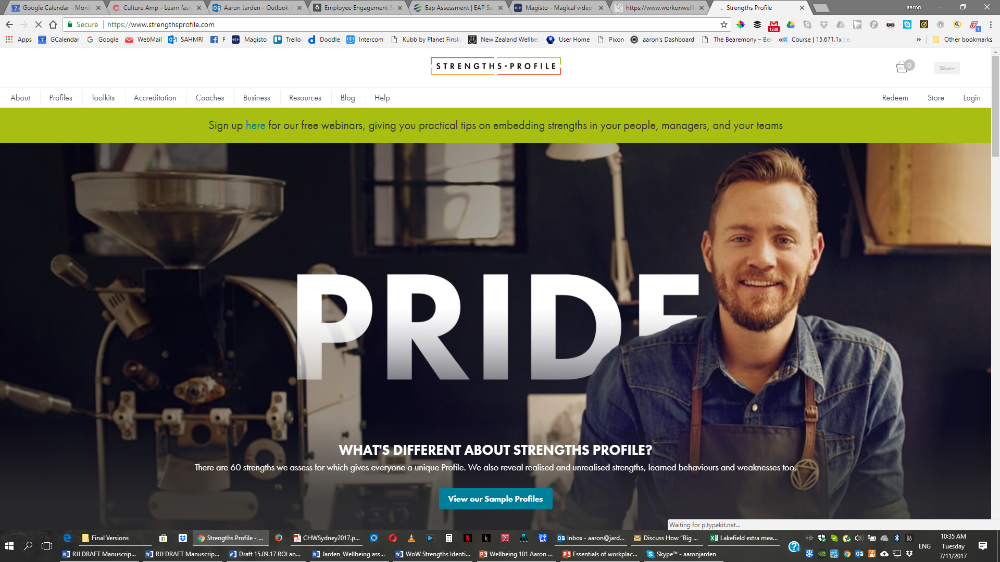 Google Calendar - Mont
Culture Amp - Learn fast
Aaron Jarden - Outlook
Employee Engagement S
Eap Assessment | EAP Se
Magisto - Magical video
https://www.workonwell
Strengths Profile
aaron
Secure
https://www.strengthsprofile.com
1338
1
Apps
7
GCalendar
Google
WebMail
SAHMRI
F
Magisto
Trello
Doodle
Intercom
Kubb by Planet Finsk
New Zealand Wellbei
User Home
Pixon
aaron's Dashboard
The Bearemony – Ber
edX
Course | 15.671.1x | e
»
Other bookmarks
STRENGTHS·PROFILE
0
Store
About
Profiles
Toolkits
Accreditation
Coaches
Business
Resources
Blog
Help
Redeem
Store
Login
Sign up here for our free webinars, giving you practical tips on embedding strengths in your people, managers, and your teams
PRIDE
WHAT'S DIFFERENT ABOUT STRENGTHS PROFILE?
There are 60 strengths we assess for which gives everyone a unique Profile. We also reveal realised and unrealised strengths, learned behaviours and weaknesses too.
View our Sample Profiles
Waiting for p.typekit.net...
Final Versions
Strengths Profile - ...
CHWSydney2017.p...
Inbox - aaron@jard...
Discuss How "Big ...
Lakefield extra mea...
10:35 AM
RJJ DRAFT Manuscrip...
RJJ DRAFT Manuscrip...
Draft 15.09.17 ROI an...
Jarden_Wellbeing ass...
WoW Strengths Identi...
Wellbeing 101 Aaron ...
Essentials of workplac...
Skype™ - aaronjarden
ENG
Tuesday
7/11/2017